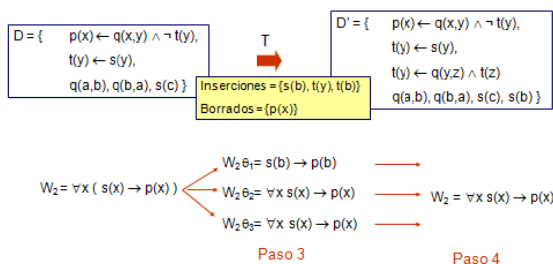 D = { p(x) ← q(x,y) ∧ ¬ t(y),
t(y) ← s(y),
q(a,b), q(b,a), s(c) }
T
Inserciones = {s(b), t(y), t(b)}
Borrados = {p(x)}
D' = { p(x) ← q(x,y) ∧ ¬ t(y),
t(y) ← s(y),
t(y) ← q(y,z) ∧ t(z)
q(a,b), q(b,a), s(c), s(b) }
W₂ = ∀x ( s(x) → p(x) )
W₂θ₁= s(b) → p(b)
W₂θ₂= ∀x s(x) → p(x)
W₂θ₃= ∀x s(x) → p(x)
W₂ = ∀x s(x) → p(x)
Paso 3
Paso 4